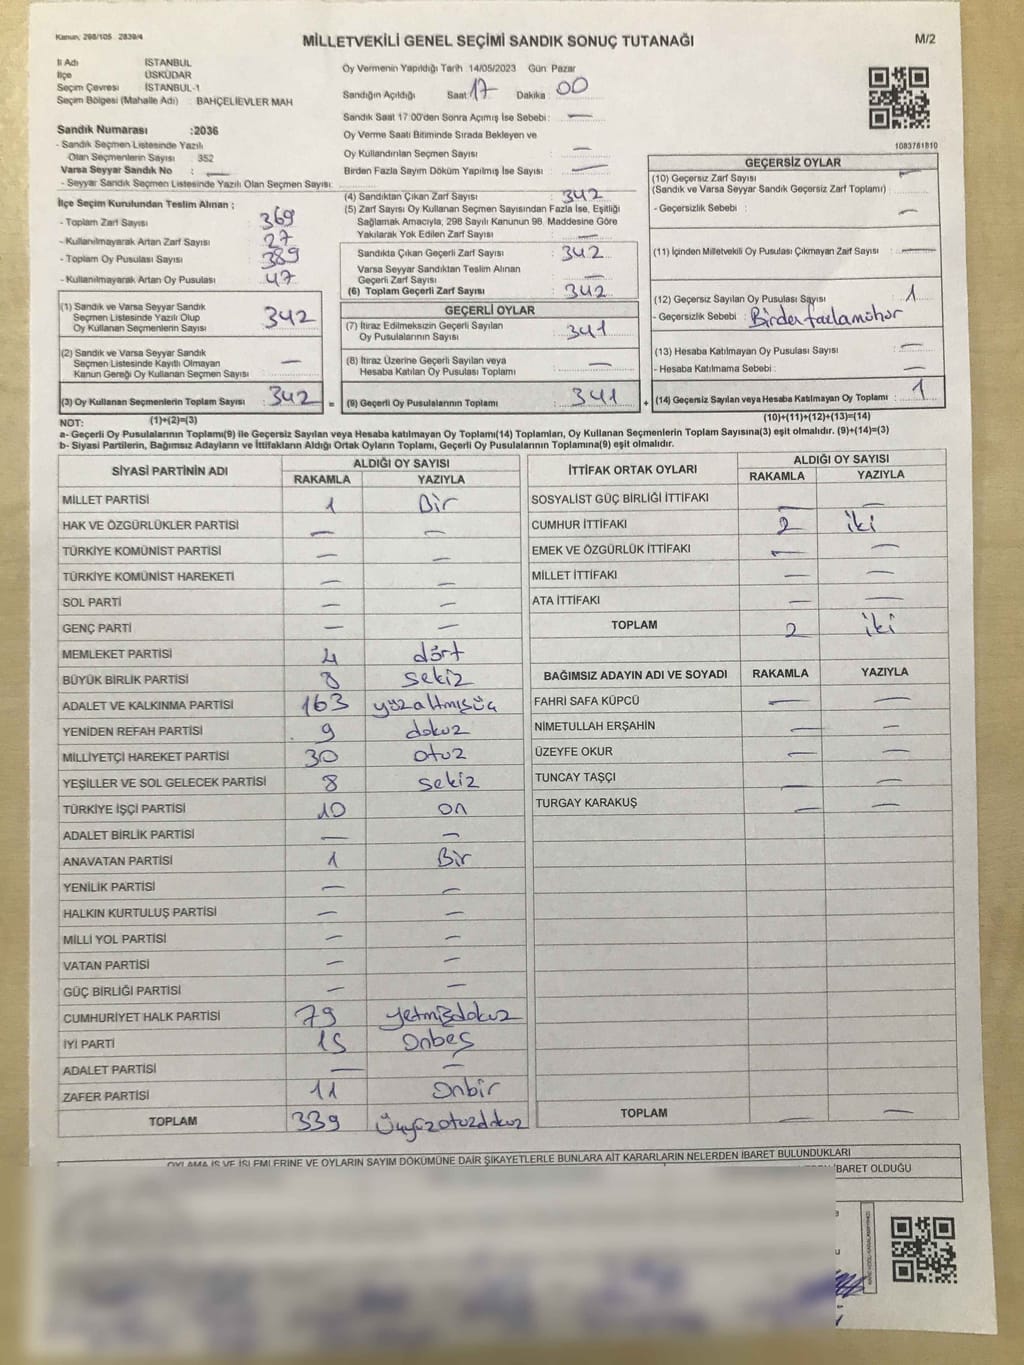 Kanun: 298/105 2839/4
MİLLETVEKİLİ GENEL SEÇİMİ SANDIK SONUÇ TUTANAĞI
M/2
İl Adı İSTANBUL
İlçe ÜSKÜDAR
Seçim Çevresi İSTANBUL-1
Seçim Bölgesi (Mahalle Adı) : BAHÇELİEVLER MAH
Sandık Numarası :2036
- Sandık Seçmen Listesinde Yazılı
Olan Seçmenlerin Sayısı : 352
Varsa Seyyar Sandık No : —
- Seyyar Sandık Seçmen Listesinde Yazılı Olan Seçmen Sayısı:
İlçe Seçim Kurulundan Teslim Alınan ;
- Toplam Zarf Sayısı 369
- Kullanılmayarak Artan Zarf Sayısı 27
- Toplam Oy Pusulası Sayısı 389
- Kullanılmayarak Artan Oy Pusulası 47
Oy Vermenin Yapıldığı Tarih :14/05/2023 Gün: Pazar
Sandığın Açıldığı Saat 17 Dakika : 00
Sandık Saat 17:00'den Sonra Açımış İse Sebebi : —
Oy Verme Saati Bitiminde Sırada Bekleyen ve
Oy Kullandırılan Seçmen Sayısı : —
Birden Fazla Sayım Döküm Yapılmış İse Sayısı : —
(4) Sandıktan Çıkan Zarf Sayısı : 342
(5) Zarf Sayısı Oy Kullanan Seçmen Sayısından Fazla İse, Eşitliği
Sağlamak Amacıyla, 298 Sayılı Kanunun 98. Maddesine Göre
Yakılarak Yok Edilen Zarf Sayısı : —
Sandıkta Çıkan Geçerli Zarf Sayısı : 342
Varsa Seyyar Sandıktan Teslim Alınan
Geçerli Zarf Sayısı : —
(6) Toplam Geçerli Zarf Sayısı : 342
1083761810
GEÇERSİZ OYLAR
(10) Geçersiz Zarf Sayısı : —
(Sandık ve Varsa Seyyar Sandık Geçersiz Zarf Toplamı)
- Geçersizlik Sebebi : —
(11) İçinden Milletvekili Oy Pusulası Çıkmayan Zarf Sayısı : —
(12) Geçersiz Sayılan Oy Pusulası Sayısı 1
- Geçersizlik Sebebi : Birden fazla mühür
(13) Hesaba Katılmayan Oy Pusulası Sayısı : —
- Hesaba Katılmama Sebebi : —
(14) Geçersiz Sayılan veya Hesaba Katılmayan Oy Toplamı : 1
(1) Sandık ve Varsa Seyyar Sandık
Seçmen Listesinde Yazılı Olup
Oy Kullanan Seçmenlerin Sayısı 342
(2) Sandık ve Varsa Seyyar Sandık
Seçmen Listesinde Kayıtlı Olmayan
Kanun Gereği Oy Kullanan Seçmen Sayısı —
(3) Oy Kullanan Seçmenlerin Toplam Sayısı 342 =
GEÇERLİ OYLAR
(7) İtiraz Edilmeksizin Geçerli Sayılan
Oy Pusulalarının Sayısı : 341
(8) İtiraz Üzerine Geçerli Sayılan veya
Hesaba Katılan Oy Pusulası Toplamı : —
(9) Geçerli Oy Pusulalarının Toplamı : 341 +
NOT: (1)+(2)=(3) (10)+(11)+(12)+(13)=(14)
a- Geçerli Oy Pusulalarının Toplamı(9) ile Geçersiz Sayılan veya Hesaba katılmayan Oy Toplamı(14) Toplamları, Oy Kullanan Seçmenlerin Toplam Sayısına(3) eşit olmalıdır. (9)+(14)=(3)
b- Siyasi Partilerin, Bağımsız Adayların ve İttifakların Aldığı Ortak Oyların Toplamı, Geçerli Oy Pusulalarının Toplamına(9) eşit olmalıdır.
SİYASİ PARTİNİN ADI ALDIĞI OY SAYISI
RAKAMLA YAZIYLA
MİLLET PARTİSİ 1 Bir
HAK VE ÖZGÜRLÜKLER PARTİSİ — —
TÜRKİYE KOMÜNİST PARTİSİ — —
TÜRKİYE KOMÜNİST HAREKETİ — —
SOL PARTİ — —
GENÇ PARTİ — —
MEMLEKET PARTİSİ 4 dört
BÜYÜK BİRLİK PARTİSİ 8 sekiz
ADALET VE KALKINMA PARTİSİ 163 yüzaltmışüç
YENİDEN REFAH PARTİSİ 9 dokuz
MİLLİYETÇİ HAREKET PARTİSİ 30 otuz
YEŞİLLER VE SOL GELECEK PARTİSİ 8 sekiz
TÜRKİYE İŞÇİ PARTİSİ 10 on
ADALET BİRLİK PARTİSİ — —
ANAVATAN PARTİSİ 1 Bir
YENİLİK PARTİSİ — —
HALKIN KURTULUŞ PARTİSİ — —
MİLLİ YOL PARTİSİ — —
VATAN PARTİSİ — —
GÜÇ BİRLİĞİ PARTİSİ — —
CUMHURİYET HALK PARTİSİ 79 yetmişdokuz
İYİ PARTİ 15 Onbeş
ADALET PARTİSİ — —
ZAFER PARTİSİ 11 Onbir
TOPLAM 339 Üçyüzotuzdokuz
İTTİFAK ORTAK OYLARI ALDIĞI OY SAYISI
RAKAMLA YAZIYLA
SOSYALİST GÜÇ BİRLİĞİ İTTİFAKI — —
CUMHUR İTTİFAKI 2 iki
EMEK VE ÖZGÜRLÜK İTTİFAKI — —
MİLLET İTTİFAKI — —
ATA İTTİFAKI — —
TOPLAM 2 iki
BAĞIMSIZ ADAYIN ADI VE SOYADI RAKAMLA YAZIYLA
FAHRİ SAFA KÜPCÜ — —
NİMETULLAH ERŞAHİN — —
ÜZEYFE OKUR — —
TUNCAY TAŞÇI — —
TURGAY KARAKUŞ — —
TOPLAM — —
OYLAMA İŞ VE İŞLEMLERİNE VE OYLARIN SAYIM DÖKÜMÜNE DAİR ŞİKAYETLERLE BUNLARA AİT KARARLARIN NELERDEN İBARET BULUNDUKLARI
İBARET OLDUĞU